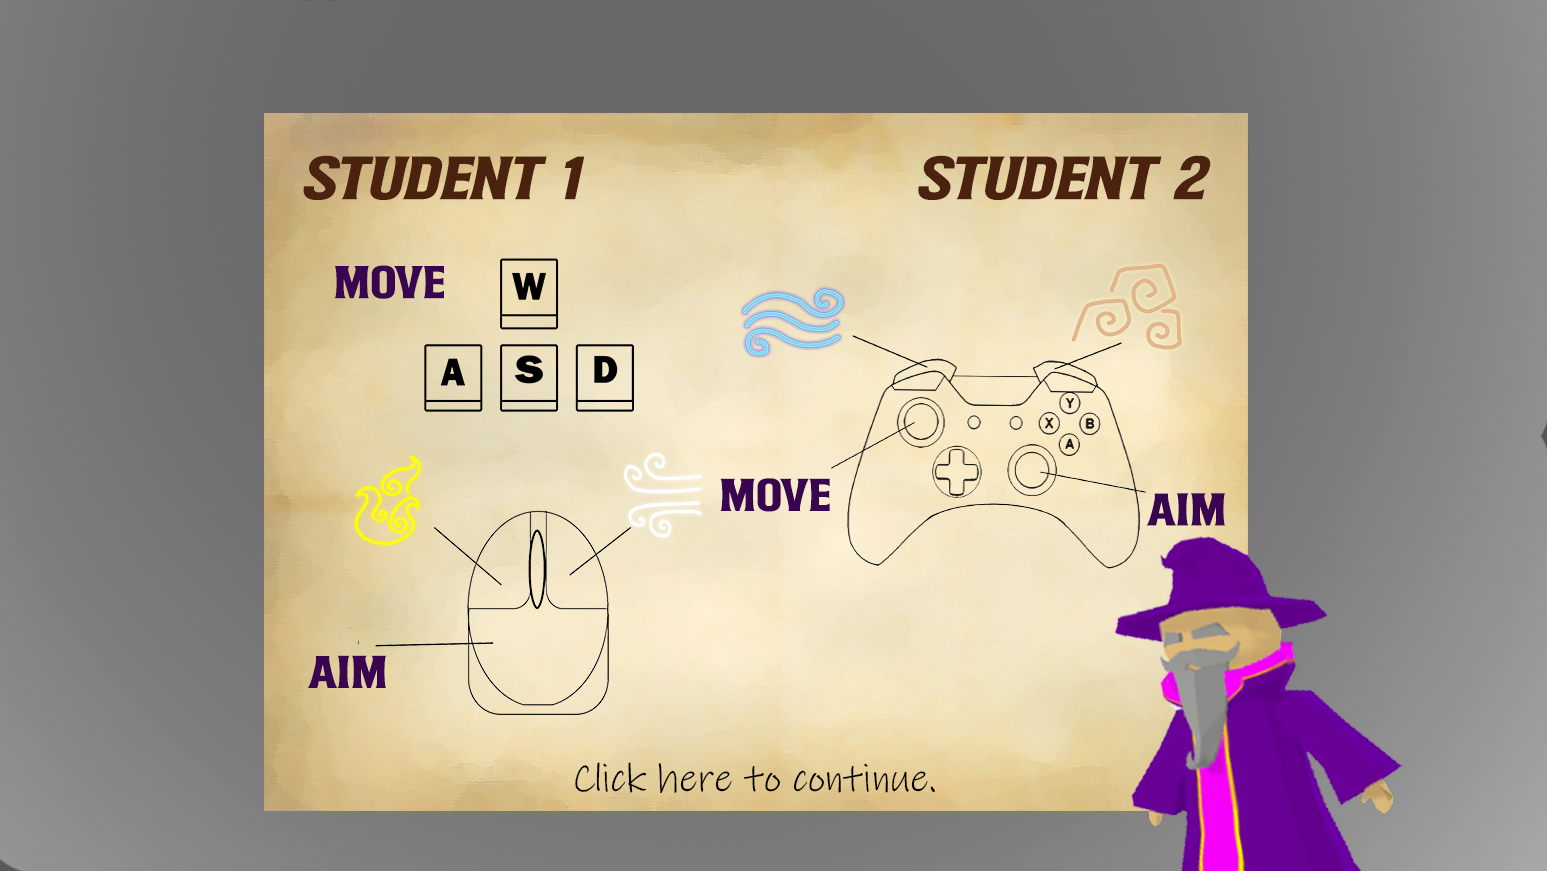 STUDENT 1
STUDENT 2
MOVE
W
A S D
Y
X B
A
MOVE
AIM
AIM
Click here to continue.